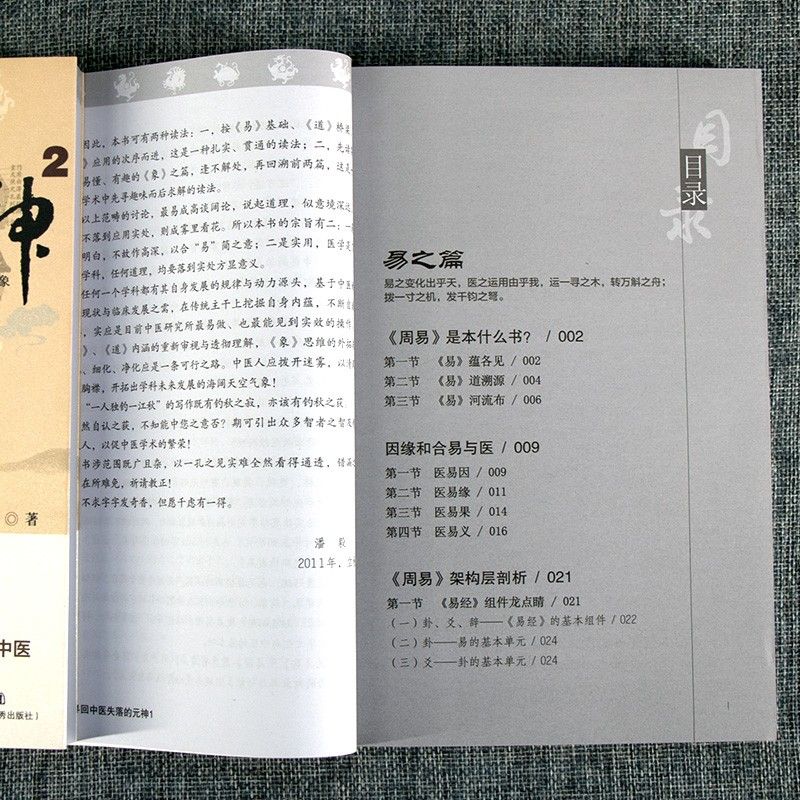 2
神
象
◎ 著
中医
秀出版社）
因此，本书可有两种读法：一、按《易》基础、《道》桥
》应用的次序而进，这是一种扎实、贯通的读法；二，先
易懂、有趣的《象》之篇，逢不解处，再回溯前两篇，这
学术中先寻趣味而后求解的读法。
以上范畴的讨论，最易成高谈阔论，说起道理，似意境深
不落到应用实处，则成雾里看花。所以本书的宗旨有二：一
明白，不故作高深，以合“易”简之意；二是实用，医学是
学科，任何道理，均要落到实处方显意义。
任何一个学科都有其自身发展的规律与动力源头，基于中医
现状与临床发展之需，在传统主干上挖掘自身内蕴，不断
，实应是目前中医研究所最易做、也最能见到实效的操作
》、《道》内涵的重新审视与透彻理解，《象》思维的外
、细化、净化应是一条可行之路。中医人应拨开迷雾，以
胸襟，开拓出学科未来发展的海阔天空气象！
“一人独钓一江秋”的写作既有钓秋之寂，亦该有钓秋之获，
然自认之获，不知能中您之意否？期可引出众多智者之智
人，以促中医学术的繁荣！
书涉范围既广且杂，以一孔之见实难全然看得通透，错漏
在所难免，祈请教正！
不求字字发奇香，但愿千虑有一得。
潘 毅
2011年.
寻回中医失落的元神1
目录
目录
易之篇
易之变化出乎天，医之运用由乎我，运一寻之木，转万斛之舟；
拨一寸之机，发千钧之弩。
《周易》是本什么书？ / 002
第一节 《易》蕴各见 / 002
第二节 《易》道溯源 / 004
第三节 《易》河流布 / 006
因缘和合易与医 / 009
第一节 医易因 / 009
第二节 医易缘 / 011
第三节 医易果 / 014
第四节 医易义 / 016
《周易》架构层剖析 / 021
第一节 《易经》组件龙点睛 / 021
（一）卦、爻、辞——《易经》的基本组件 / 022
（二）卦——易的基本单元 / 024
（三）爻——卦的基本单元 / 024
1